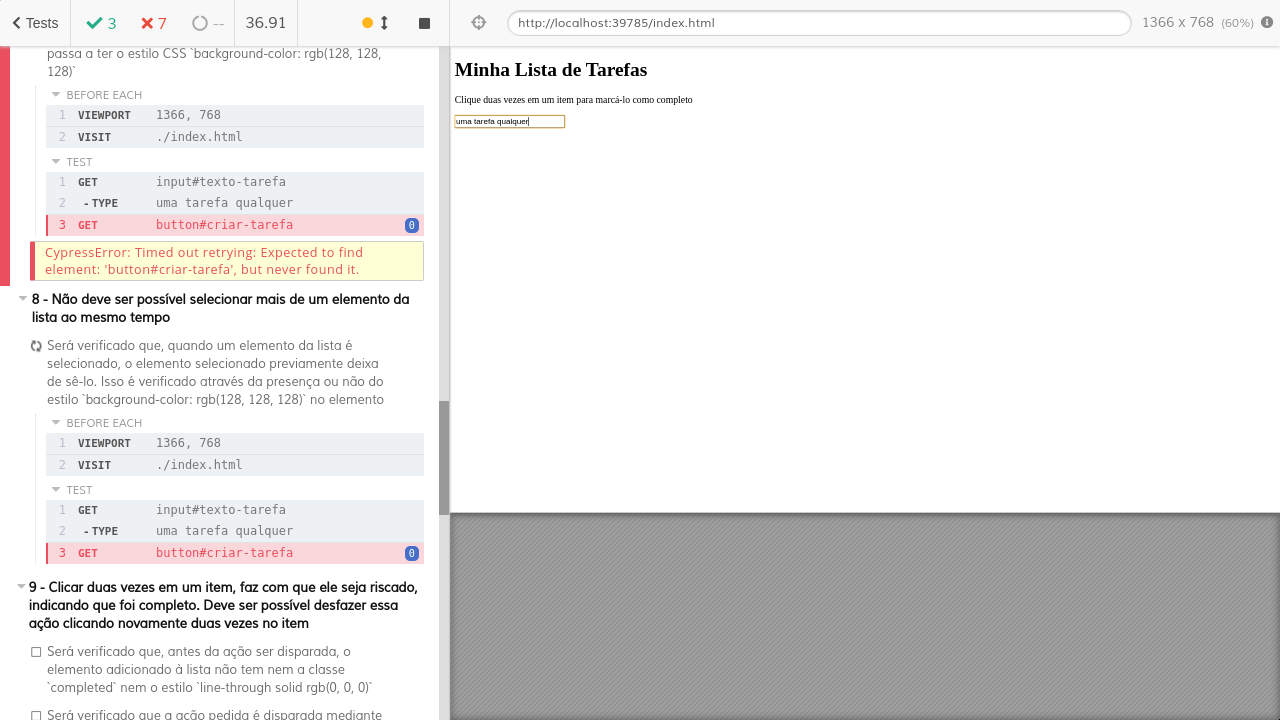 Tests
3
7
--
36.91
http://localhost:39785/index.html
1366 x 768 (60%)
passa a ter o estilo CSS `background-color: rgb(128, 128,
128)`
BEFORE EACH
1 VIEWPORT 1366, 768
2 VISIT ./index.html
TEST
1 GET input#texto-tarefa
2 - TYPE uma tarefa qualquer
3 GET button#criar-tarefa 0
CypressError: Timed out retrying: Expected to find
element: 'button#criar-tarefa', but never found it.
8 - Não deve ser possível selecionar mais de um elemento da
lista ao mesmo tempo
Será verificado que, quando um elemento da lista é
selecionado, o elemento selecionado previamente deixa
de sê-lo. Isso é verificado através da presença ou não do
estilo `background-color: rgb(128, 128, 128)` no elemento
BEFORE EACH
1 VIEWPORT 1366, 768
2 VISIT ./index.html
TEST
1 GET input#texto-tarefa
2 - TYPE uma tarefa qualquer
3 GET button#criar-tarefa 0
9 - Clicar duas vezes em um item, faz com que ele seja riscado,
indicando que foi completo. Deve ser possível desfazer essa
ação clicando novamente duas vezes no item
Será verificado que, antes da ação ser disparada, o
elemento adicionado à lista não tem nem a classe
`completed` nem o estilo `line-through solid rgb(0, 0, 0)`
Será verificado que a ação pedida é disparada mediante
Minha Lista de Tarefas
Clique duas vezes em um item para marcá-lo como completo
uma tarefa qualquer